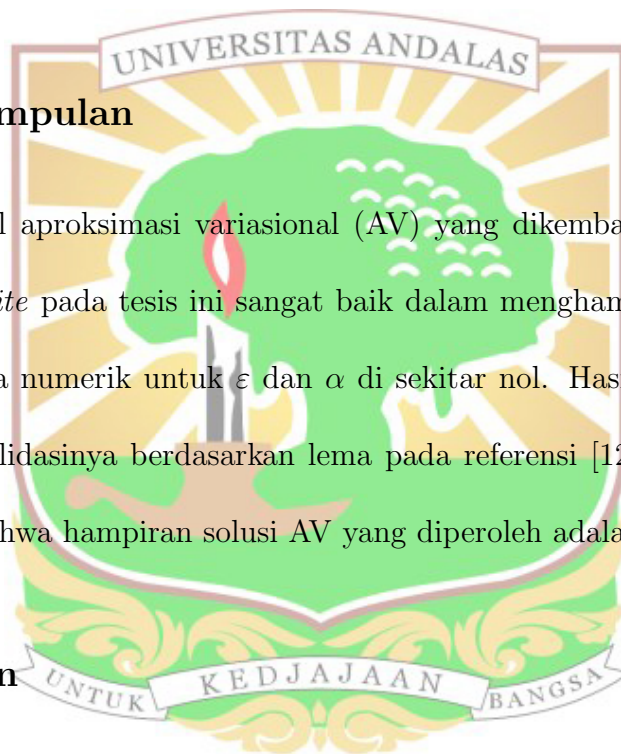 UNIVERSITAS ANDALAS
mpulan
l aproksimasi variasional (AV) yang dikemba
ite pada tesis ini sangat baik dalam mengham
a numerik untuk ε dan α di sekitar nol. Has
lidasinya berdasarkan lema pada referensi [12
hwa hampiran solusi AV yang diperoleh adala
n
UNTUK KEDJAJAAN BANGSA